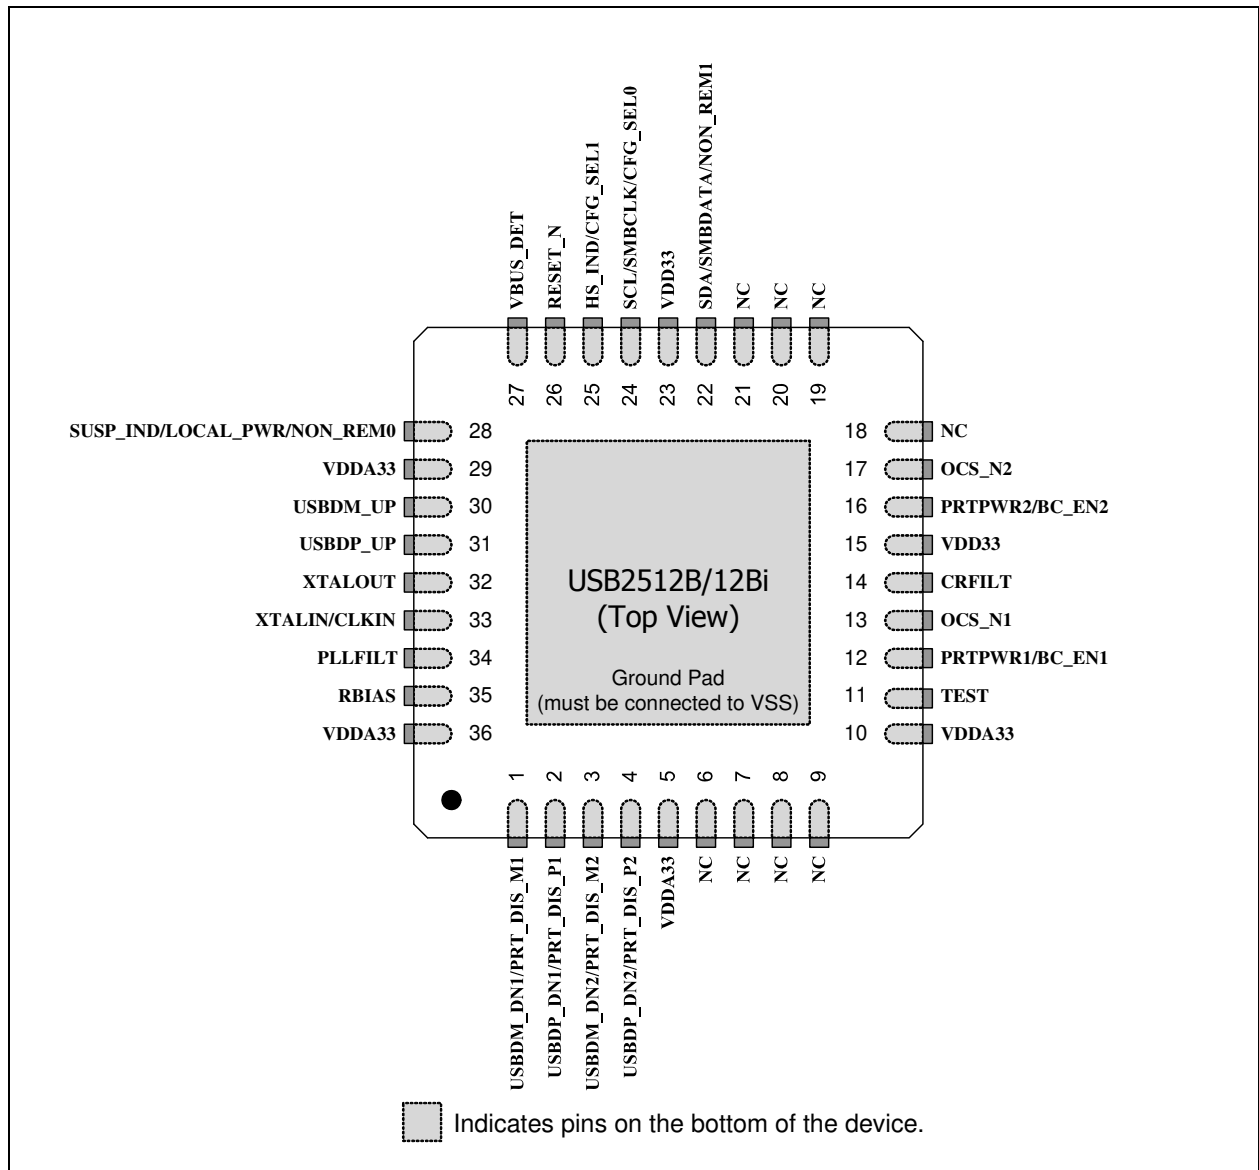 VBUS_DET
RESET_N
HS_IND/CFG_SEL1
SCL/SMBCLK/CFG_SEL0
VDD33
SDA/SMBDATA/NON_REM1
NC
NC
NC
27
26
25
24
23
22
21
20
19
SUSP_IND/LOCAL_PWR/NON_REM0 28
VDDA33 29
USBDM_UP 30
USBDP_UP 31
XTALOUT 32
XTALIN/CLKIN 33
PLLFILT 34
RBIAS 35
VDDA33 36
USB2512B/12Bi
(Top View)
Ground Pad
(must be connected to VSS)
18 NC
17 OCS_N2
16 PRTPWR2/BC_EN2
15 VDD33
14 CRFILT
13 OCS_N1
12 PRTPWR1/BC_EN1
11 TEST
10 VDDA33
1
2
3
4
5
6
7
8
9
USBDM_DN1/PRT_DIS_M1
USBDP_DN1/PRT_DIS_P1
USBDM_DN2/PRT_DIS_M2
USBDP_DN2/PRT_DIS_P2
VDDA33
NC
NC
NC
NC
Indicates pins on the bottom of the device.